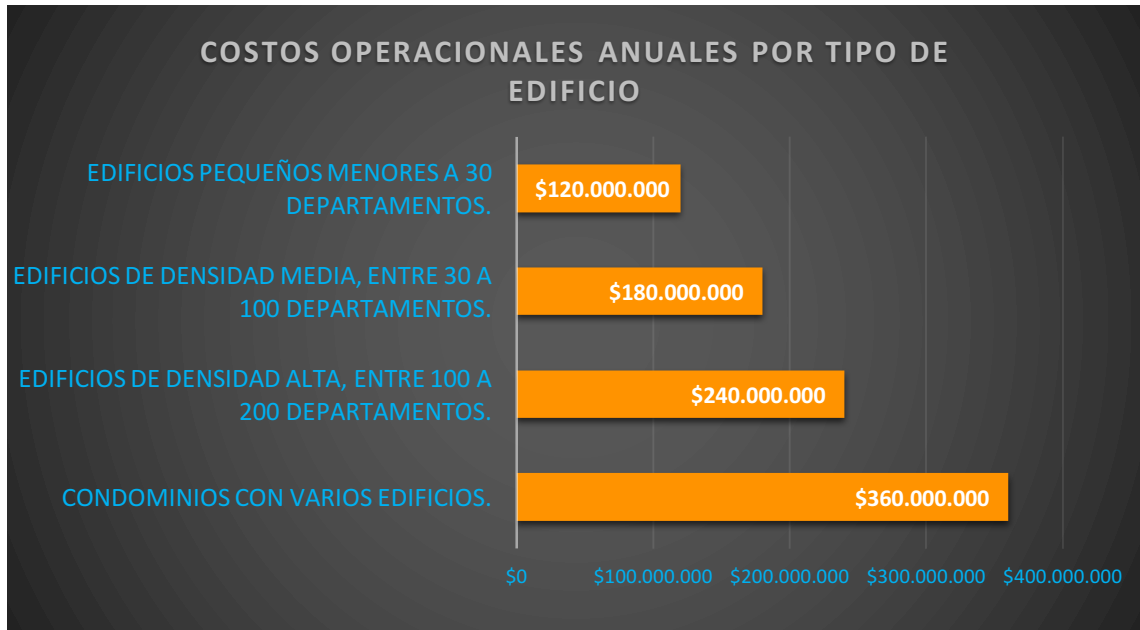 COSTOS OPERACIONALES ANUALES POR TIPO DE
EDIFICIO
EDIFICIOS PEQUEÑOS MENORES A 30
DEPARTAMENTOS.
$120.000.000
EDIFICIOS DE DENSIDAD MEDIA, ENTRE 30 A
100 DEPARTAMENTOS.
$180.000.000
EDIFICIOS DE DENSIDAD ALTA, ENTRE 100 A
200 DEPARTAMENTOS.
$240.000.000
CONDOMINIOS CON VARIOS EDIFICIOS.
$360.000.000
$0 $100.000.000 $200.000.000 $300.000.000 $400.000.000